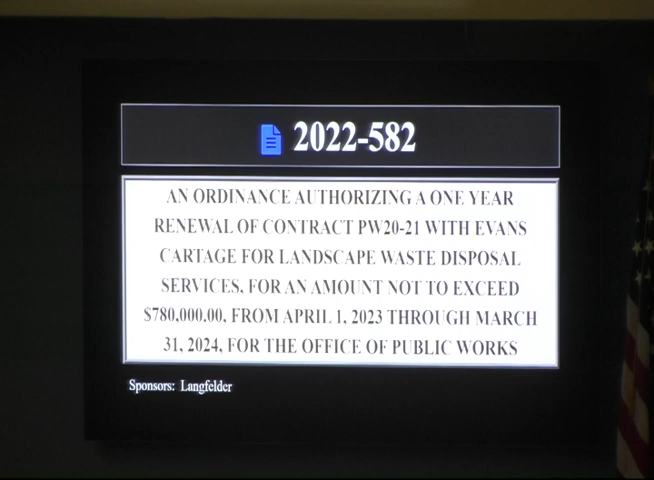 2022-582
AN ORDINANCE AUTHORIZING A ONE YEAR
RENEWAL OF CONTRACT PW20-21 WITH EVANS
CARTAGE FOR LANDSCAPE WASTE DISPOSAL
SERVICES, FOR AN AMOUNT NOT TO EXCEED
$780,000.00, FROM APRIL 1, 2023 THROUGH MARCH
31, 2024, FOR THE OFFICE OF PUBLIC WORKS
Sponsors: Langfelder